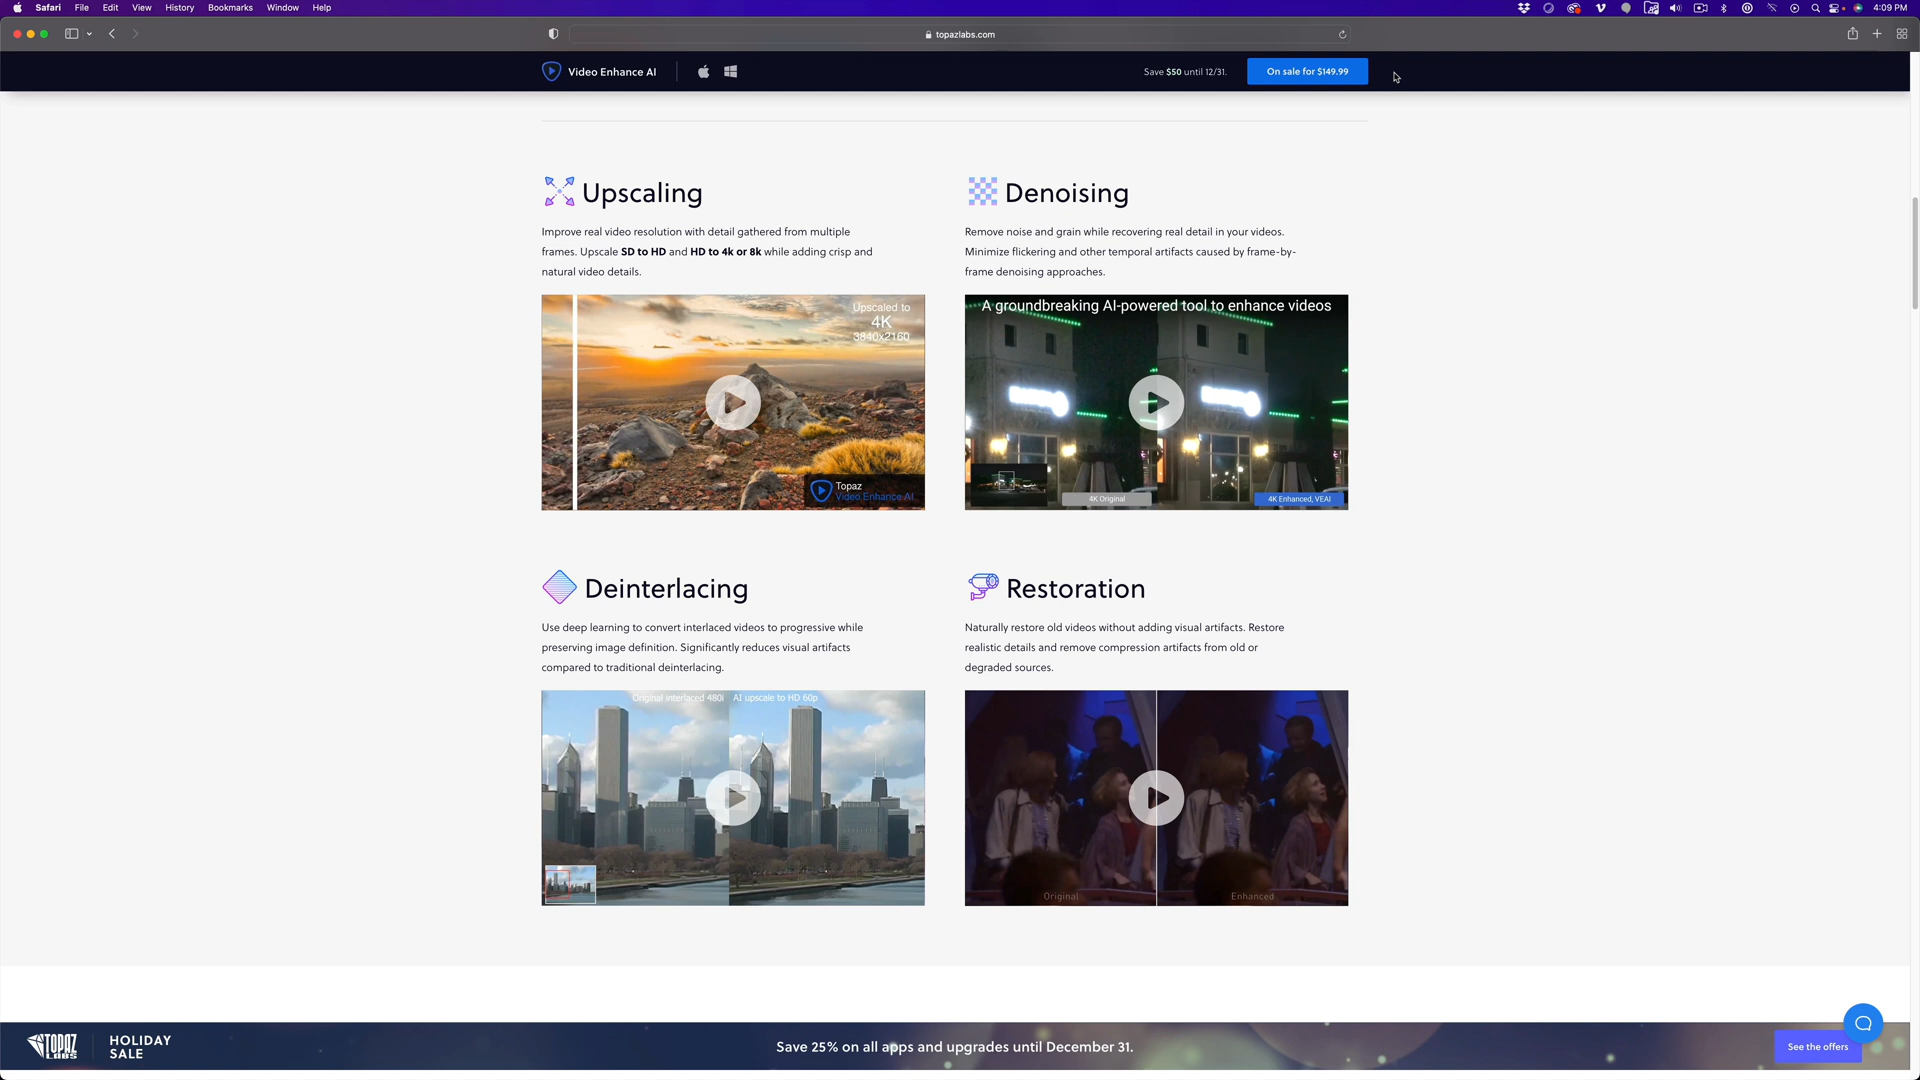 Safari File Edit View History Bookmarks Window Help 4:09 PM
topazlabs.com
Video Enhance AI Save $50 until 12/31. On sale for $149.99
Upscaling
Improve real video resolution with detail gathered from multiple
frames. Upscale SD to HD and HD to 4k or 8k while adding crisp and
natural video details.
Upscaled to
4K
3840x2160
Topaz
Video Enhance AI
Denoising
Remove noise and grain while recovering real detail in your videos.
Minimize flickering and other temporal artifacts caused by frame-by-
frame denoising approaches.
A groundbreaking AI-powered tool to enhance videos
4K Original
4K Enhanced, VEAI
Deinterlacing
Use deep learning to convert interlaced videos to progressive while
preserving image definition. Significantly reduces visual artifacts
compared to traditional deinterlacing.
Original interlaced 480i AI upscale to HD 60p
Restoration
Naturally restore old videos without adding visual artifacts. Restore
realistic details and remove compression artifacts from old or
degraded sources.
Original Enhanced
TOPAZ
LABS
HOLIDAY
SALE
Save 25% on all apps and upgrades until December 31.
See the offers